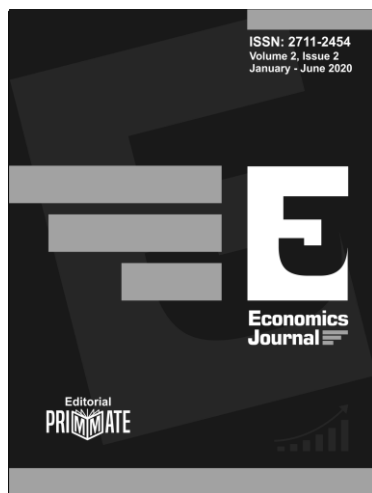 ISSN: 2711-2454
Volume 2, Issue 2
January - June 2020
Economics
Journal
Editorial
PRIMMATE